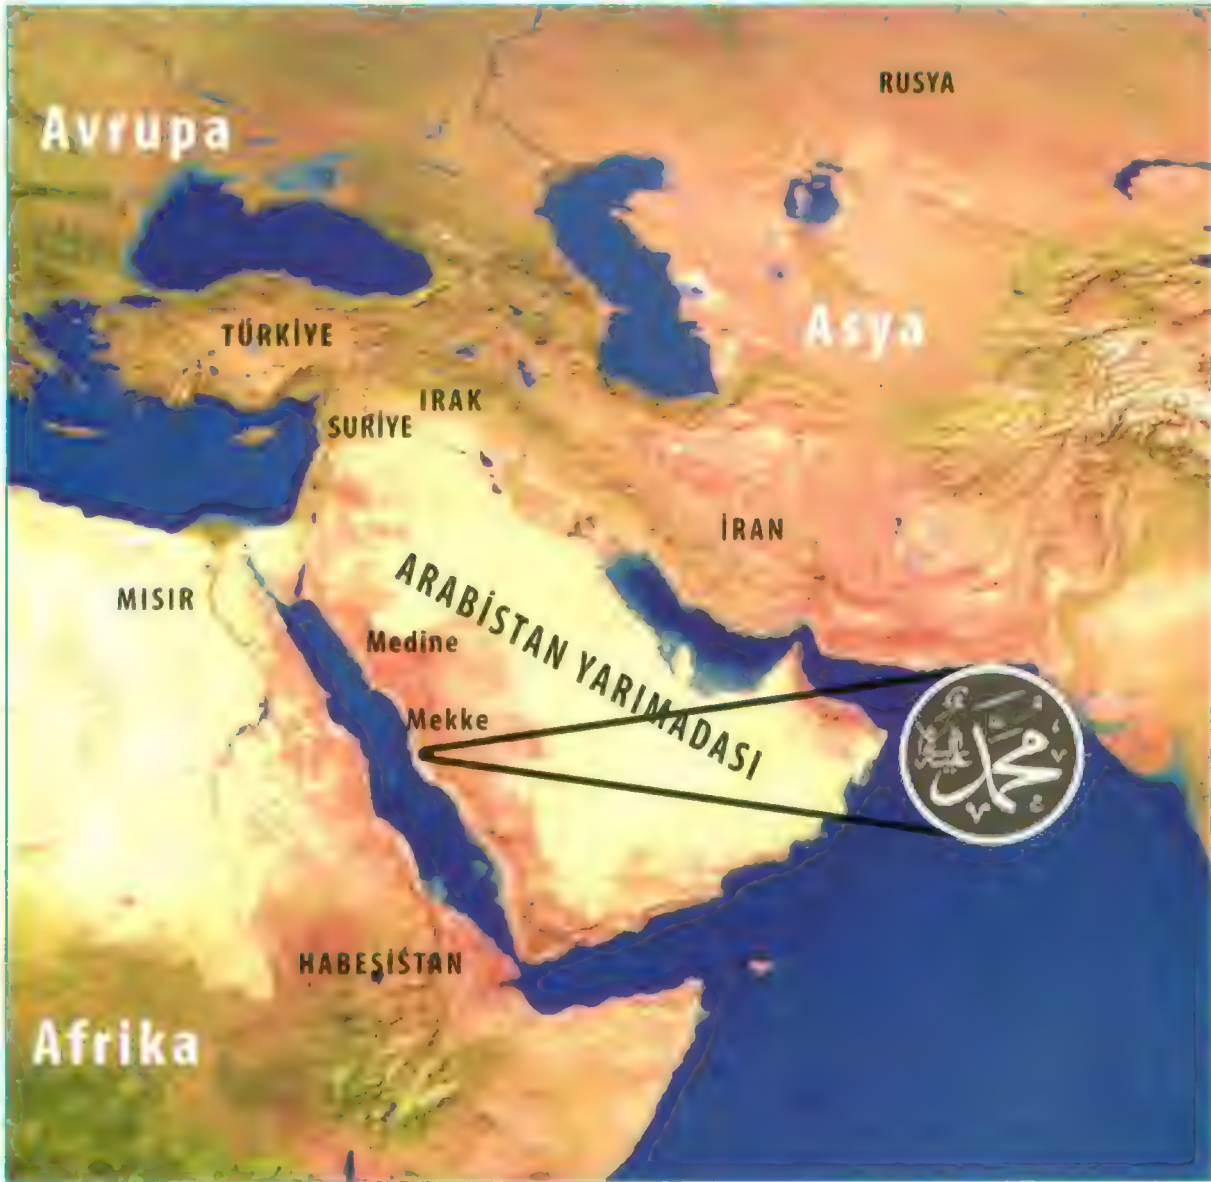 RUSYA
Avrupa
Asya
TÜRKİYE
IRAK
SURİYE
İRAN
ARABİSTAN YARIMADASI
MISIR
Medine
Mekke
محمد
HABEŞİSTAN
Afrika